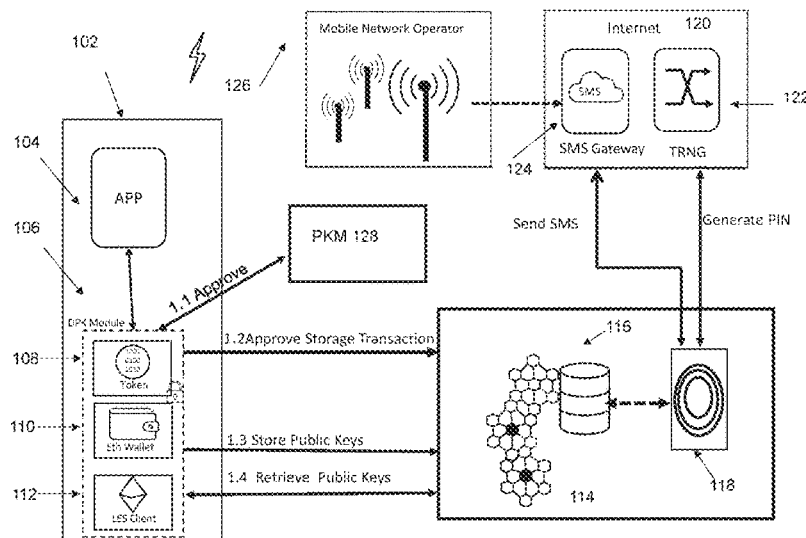 Mobile Network Operator
Internet
120
102
126
SMS
122
SMS Gateway
TRNG
124
104
APP
106
Send SMS
Generate PIN
PKM 128
1.1 Approve
DPK Module
1.2Approve Storage Transaction
116
108
Token
110
Eth Wallet
1.3 Store Public Keys
1.4 Retrieve Public Keys
112
LES Client
114
118